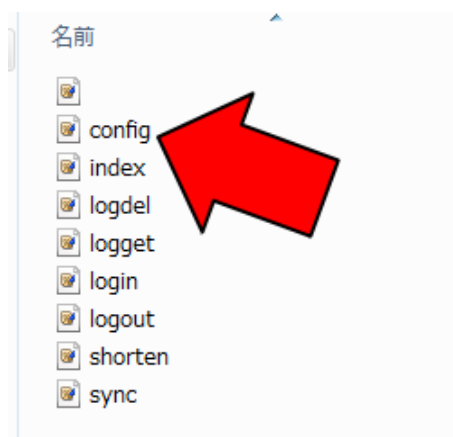 名前
config
index
logdel
logget
login
logout
shorten
sync